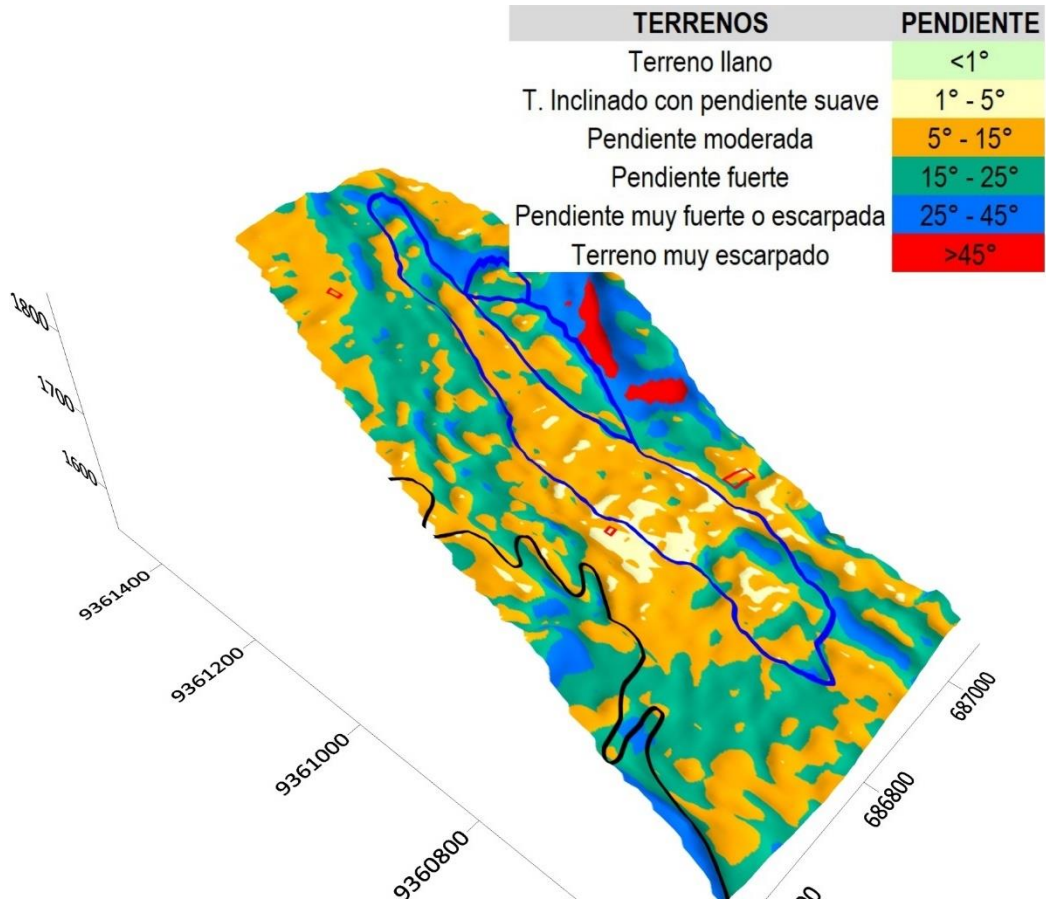 TERRENOS PENDIENTE
Terreno llano <1°
T. Inclinado con pendiente suave 1° - 5°
Pendiente moderada 5° - 15°
Pendiente fuerte 15° - 25°
Pendiente muy fuerte o escarpada 25° - 45°
Terreno muy escarpado >45°
1800
1700
1600
9361400
9361200
9361000
9360800
687000
686800